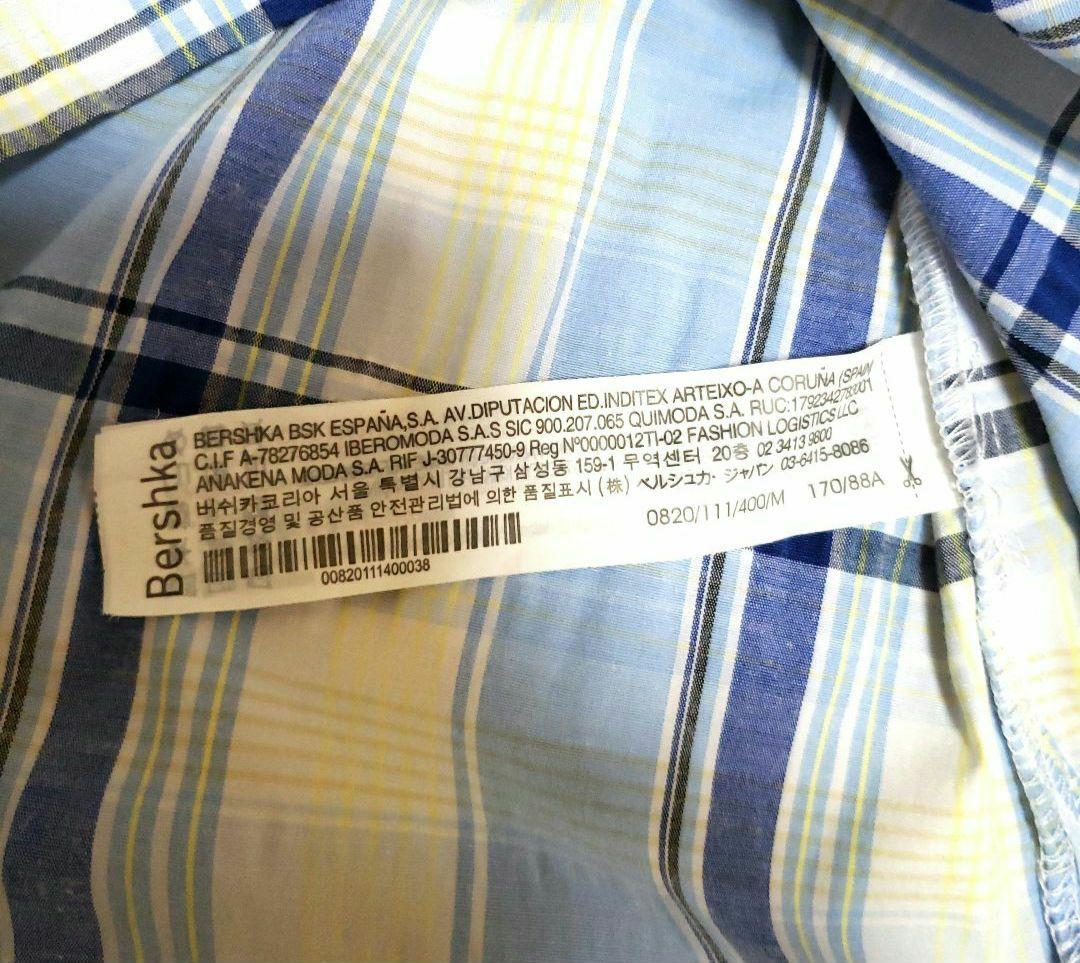 Bershka
BERSHKA BSK ESPAÑA,S.A. AV.DIPUTACION ED.INDITEX ARTEIXO-A CORUÑA (SPAIN
C.I.F A-78276854 IBEROMODA S.A.S SIC 900.207.065 QUIMODA S.A. RUC:1792342783001
ANAKENA MODA S.A. RIF J-30777450-9 Reg Nº0000012TI-02 FASHION LOGISTICS LLC
버쉬카코리아 서울 특별시 강남구 삼성동 159-1 무역센터 20층 02 3413 9800
품질경영 및 공산품 안전관리법에 의한 품질표시 (株) ベルシュカ・ジャパン 03-6415-8086
0820/111/400/M 170/88A
00820111400038